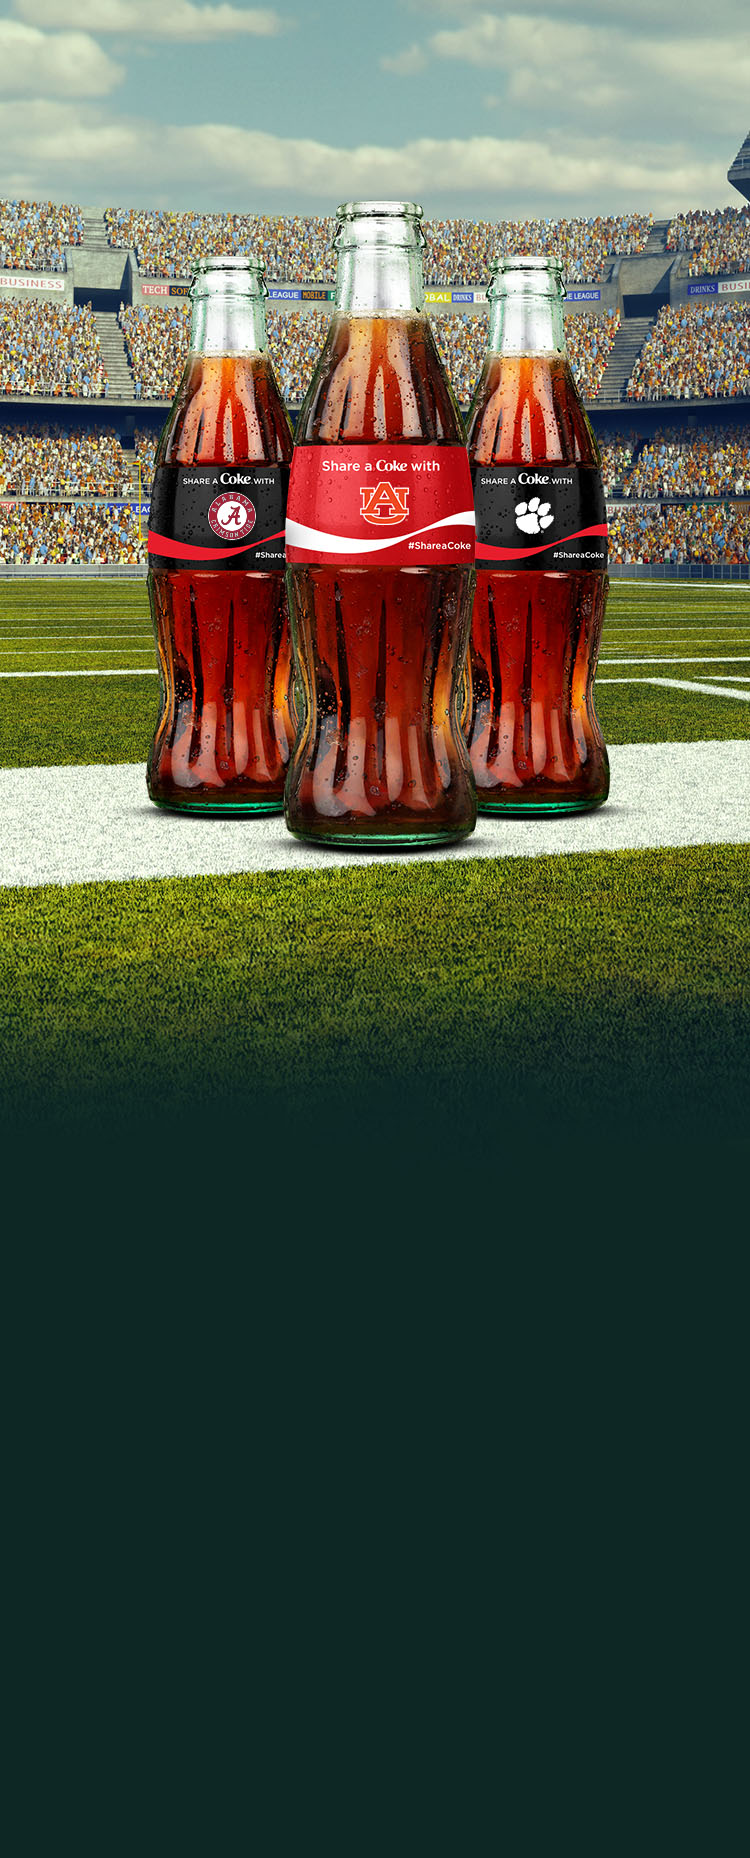 BUSINESS
TECH SOF
LEAGUE MOBILE F
BAL DRINKS BU
E LEAGUE
DRINKS BUSI
Share a Coke with
AU
#ShareaCoke
SHARE A Coke WITH
ALABAMA
A
CRIMSON TIDE
#Sharea
SHARE A Coke WITH
#ShareaCoke